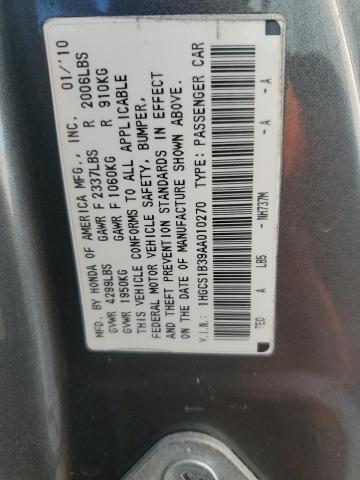 MFD. BY HONDA OF AMERICA MFG., INC. 01/'10
GVWR 4299LBS GAWR F 2337LBS R 2006LBS
GVWR 1950KG GAWR F 1060KG R 910KG
THIS VEHICLE CONFORMS TO ALL APPLICABLE
FEDERAL MOTOR VEHICLE SAFETY, BUMPER,
AND THEFT PREVENTION STANDARDS IN EFFECT
ON THE DATE OF MANUFACTURE SHOWN ABOVE.
V.I.N.: 1HGCS1B39AA010270 TYPE: PASSENGER CAR
TE0 A LB5 - NH737M - A - A